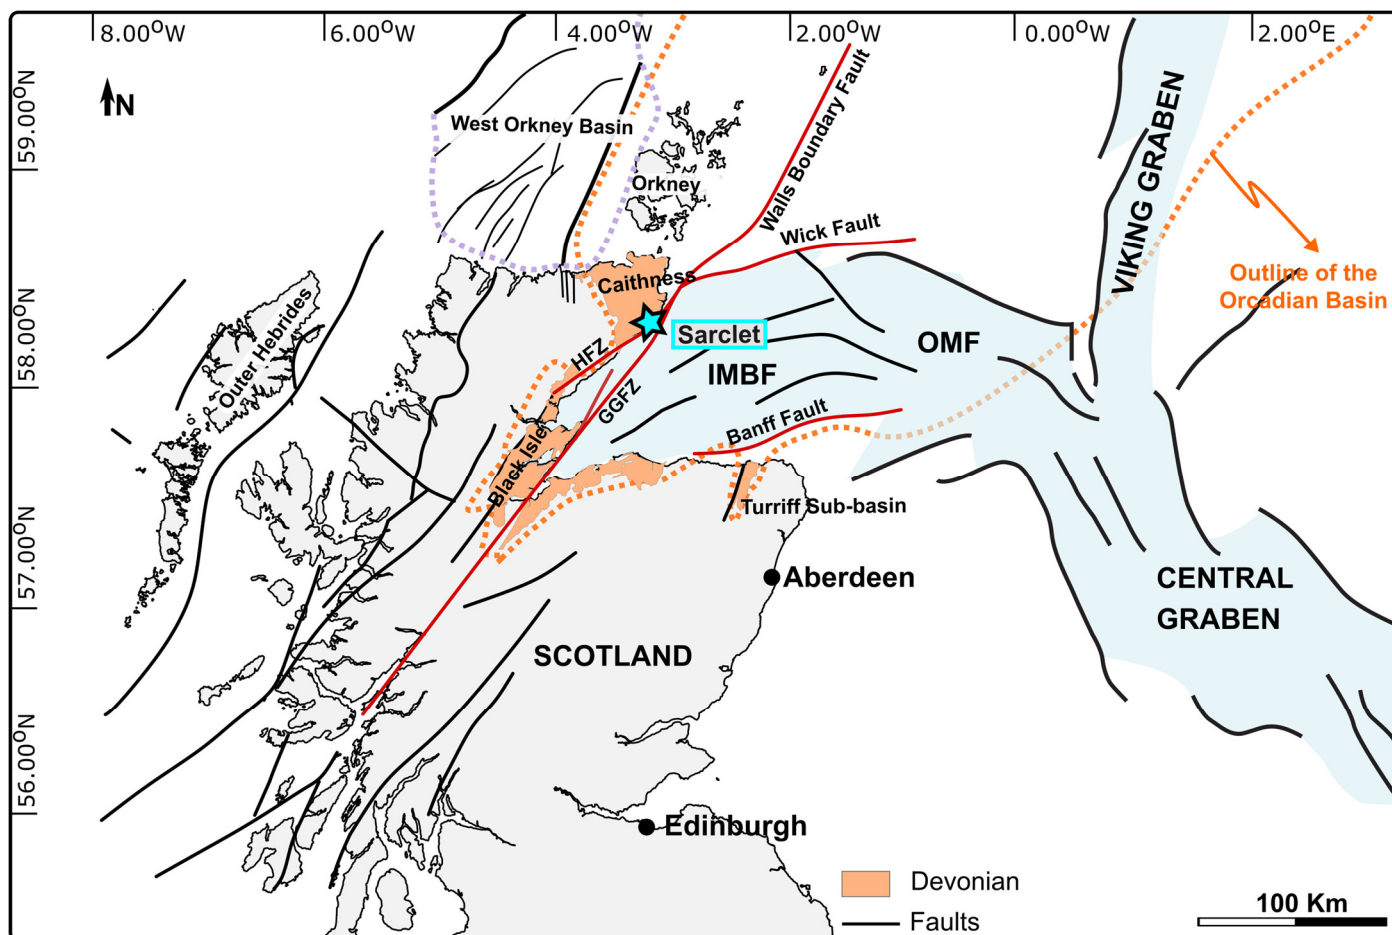 8.00°W
6.00°W
4.00°W
2.00°W
0.00°W
2.00°E
59.00°N
58.00°N
57.00°N
56.00°N
N
West Orkney Basin
Orkney
Walls Boundary Fault
Wick Fault
VIKING GRABEN
Outline of the
Orcadian Basin
Outer Hebrides
Caithness
Sarclet
HFZ
GGFZ
IMBF
OMF
Banff Fault
Black Isle
Turriff Sub-basin
Aberdeen
CENTRAL
GRABEN
SCOTLAND
Edinburgh
Devonian
Faults
100 Km